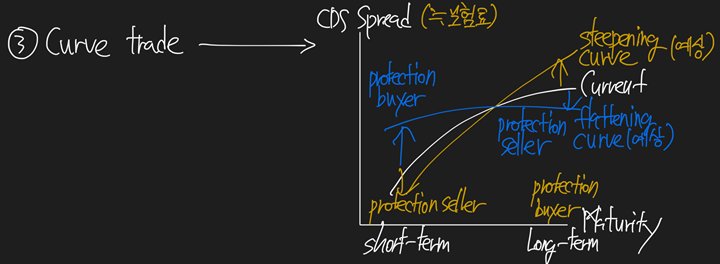 ③ Curve trade
CDS Spread (≒보험료)
steepening
curve (예상)
protection
buyer
Current
protection
seller
flattening
curve (예상)
protection seller
protection
buyer
Maturity
short-term
Long-term